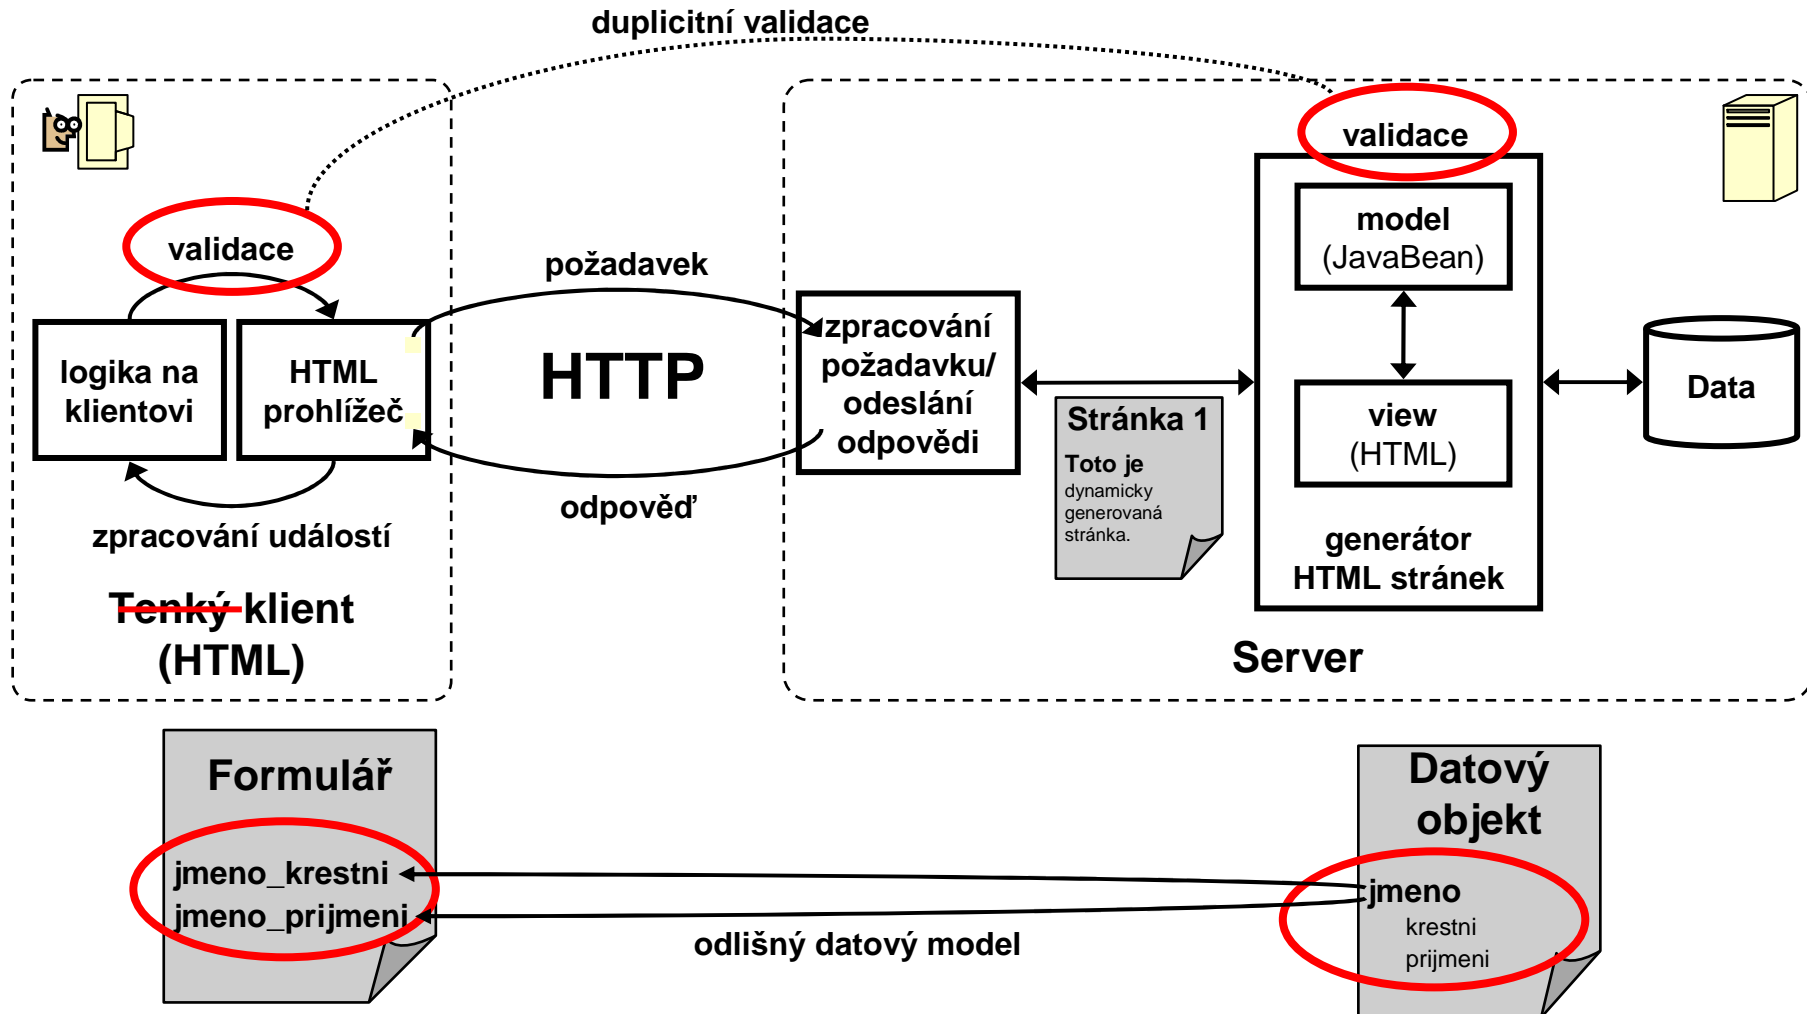 duplicitní validace
validace
logika na
klientovi
HTML
prohlížeč
zpracování událostí
Tenký klient
(HTML)
požadavek
HTTP
odpověď
validace
zpracování
požadavku/
odeslání
odpovědi
Stránka 1
Toto je
dynamicky
generovaná
stránka.
model
(JavaBean)
view
(HTML)
generátor
HTML stránek
Data
Server
Formulář
jmeno_krestni
jmeno_prijmeni
odlišný datový model
Datový
objekt
jmeno
krestni
prijmeni